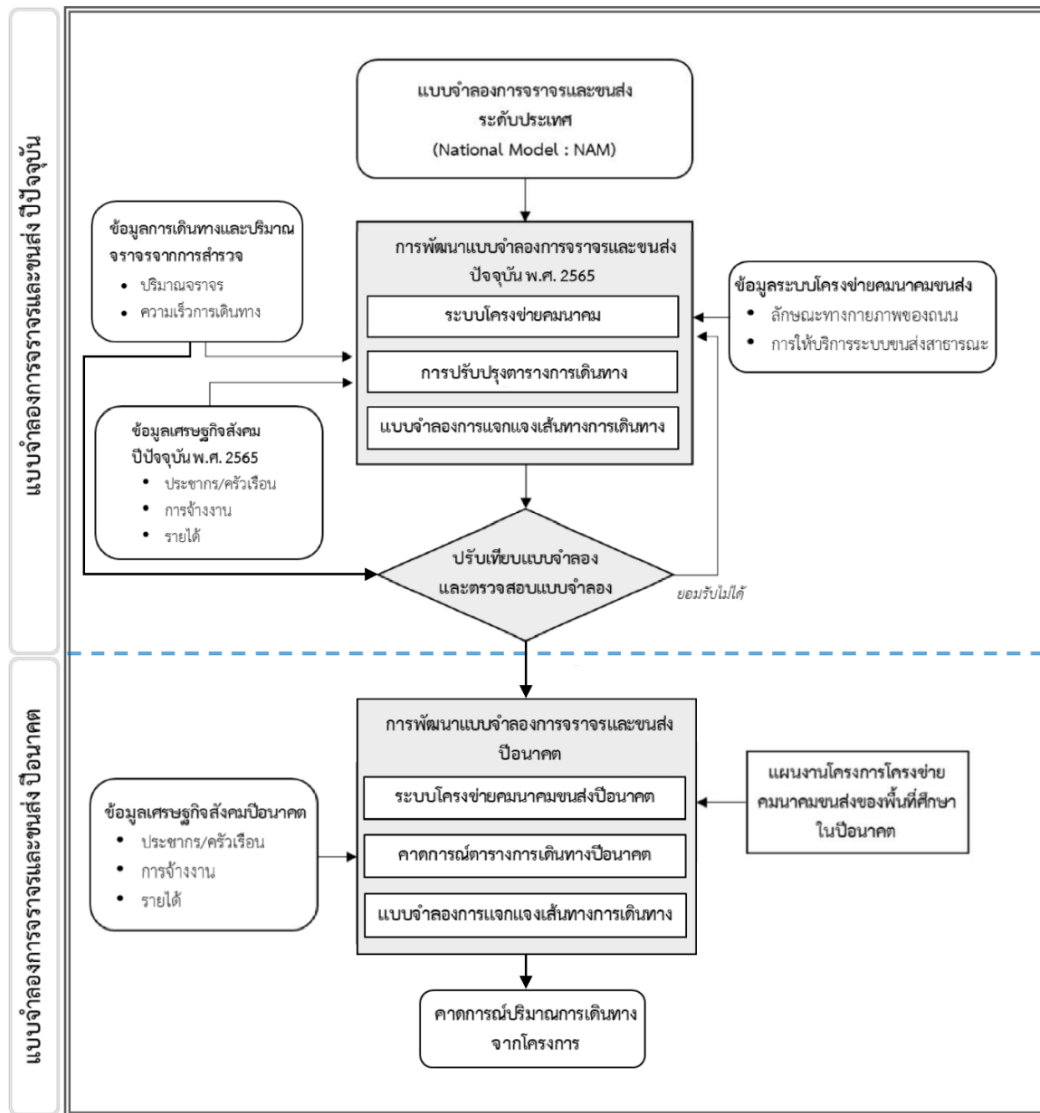 แบบจำลองการจราจรและขนส่ง ปีปัจจุบัน
แบบจำลองการจราจรและขนส่ง
ระดับประเทศ
(National Model : NAM)
ข้อมูลการเดินทางและปริมาณ
จราจรจากการสำรวจ
• ปริมาณจราจร
• ความเร็วการเดินทาง
การพัฒนาแบบจำลองการจราจรและขนส่ง
ปัจจุบัน พ.ศ. 2565
ระบบโครงข่ายคมนาคม
การปรับปรุงตารางการเดินทาง
แบบจำลองการแจกแจงเส้นทางการเดินทาง
ข้อมูลระบบโครงข่ายคมนาคมขนส่ง
• ลักษณะทางกายภาพของถนน
• การให้บริการระบบขนส่งสาธารณะ
ข้อมูลเศรษฐกิจสังคม
ปีปัจจุบัน พ.ศ. 2565
• ประชากร/ครัวเรือน
• การจ้างงาน
• รายได้
ปรับเทียบแบบจำลอง
และตรวจสอบแบบจำลอง
ยอมรับไม่ได้
แบบจำลองการจราจรและขนส่ง ปีอนาคต
การพัฒนาแบบจำลองการจราจรและขนส่ง
ปีอนาคต
ระบบโครงข่ายคมนาคมขนส่งปีอนาคต
คาดการณ์ตารางการเดินทางปีอนาคต
แบบจำลองการแจกแจงเส้นทางการเดินทาง
ข้อมูลเศรษฐกิจสังคมปีอนาคต
• ประชากร/ครัวเรือน
• การจ้างงาน
• รายได้
แผนงานโครงการโครงข่าย
คมนาคมขนส่งของพื้นที่ศึกษา
ในปีอนาคต
คาดการณ์ปริมาณการเดินทาง
จากโครงการ